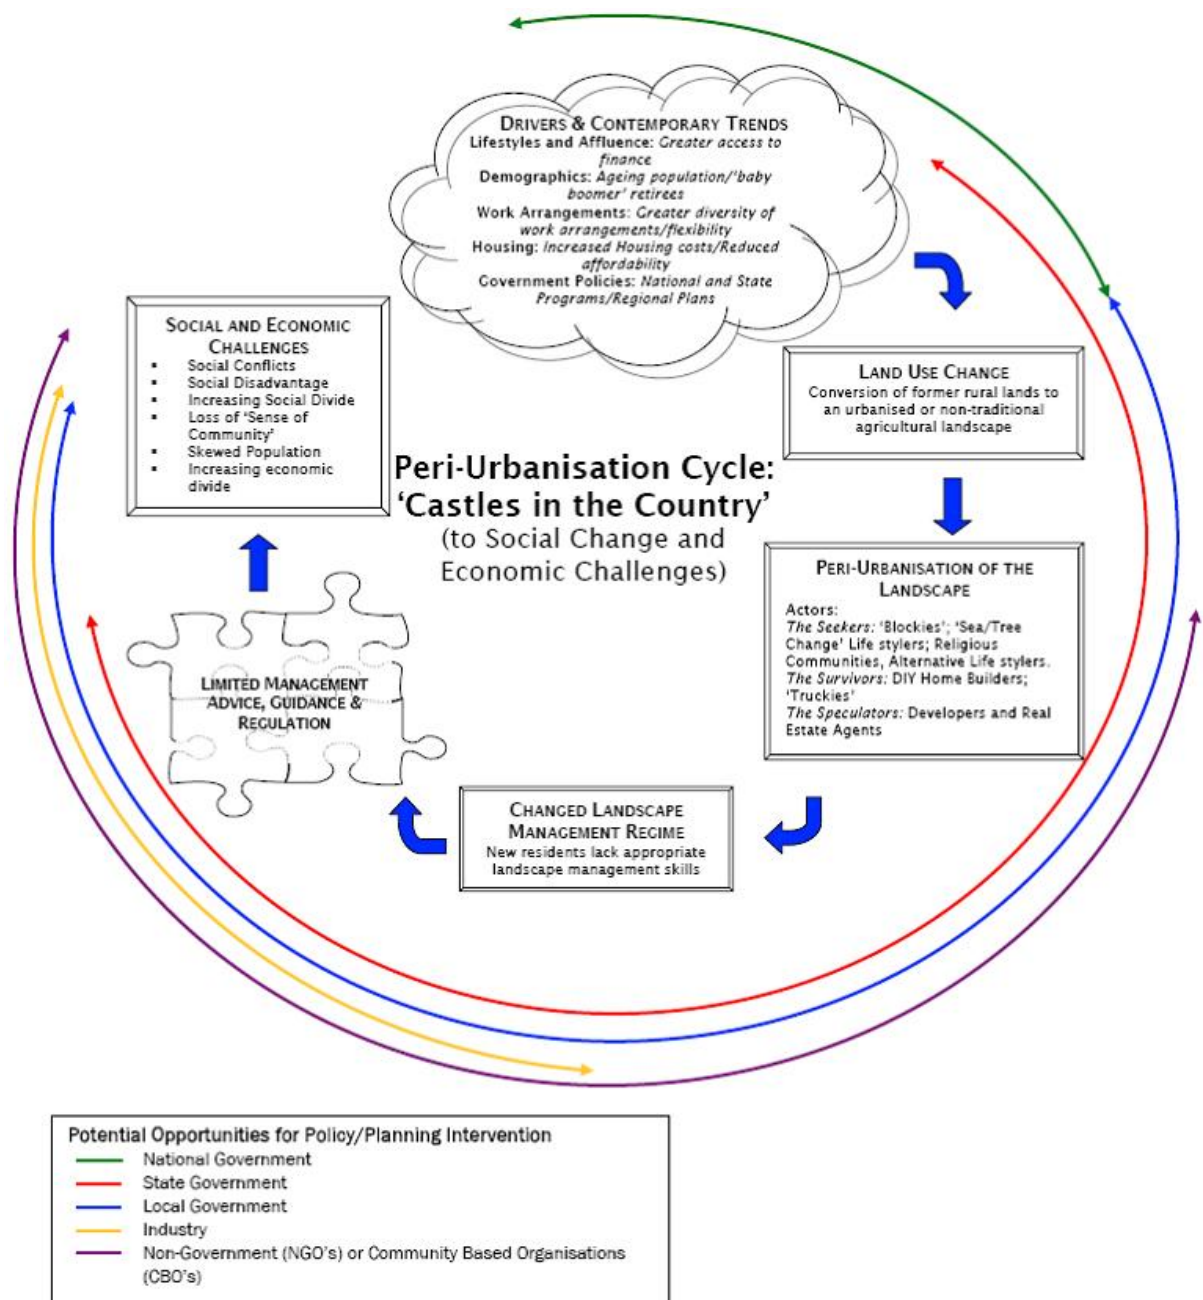 DRIVERS & CONTEMPORARY TRENDS
Lifestyles and Affluence: Greater access to
finance
Demographics: Ageing population/'baby
boomer' retirees
Work Arrangements: Greater diversity of
work arrangements/flexibility
Housing: Increased Housing costs/Reduced
affordability
Government Policies: National and State
Programs/Regional Plans
LAND USE CHANGE
Conversion of former rural lands to
an urbanised or non-traditional
agricultural landscape
PERI-URBANISATION OF THE
LANDSCAPE
Actors:
The Seekers: 'Blockies'; 'Sea/Tree
Change' Life stylers; Religious
Communities, Alternative Life stylers.
The Survivors: DIY Home Builders;
'Truckies'
The Speculators: Developers and Real
Estate Agents
CHANGED LANDSCAPE
MANAGEMENT REGIME
New residents lack appropriate
landscape management skills
LIMITED MANAGEMENT
ADVICE, GUIDANCE &
REGULATION
SOCIAL AND ECONOMIC
CHALLENGES
▪ Social Conflicts
▪ Social Disadvantage
▪ Increasing Social Divide
▪ Loss of 'Sense of
Community'
▪ Skewed Population
▪ Increasing economic
divide
Peri-Urbanisation Cycle:
'Castles in the Country'
(to Social Change and
Economic Challenges)
Potential Opportunities for Policy/Planning Intervention
National Government
State Government
Local Government
Industry
Non-Government (NGO's) or Community Based Organisations
(CBO's)